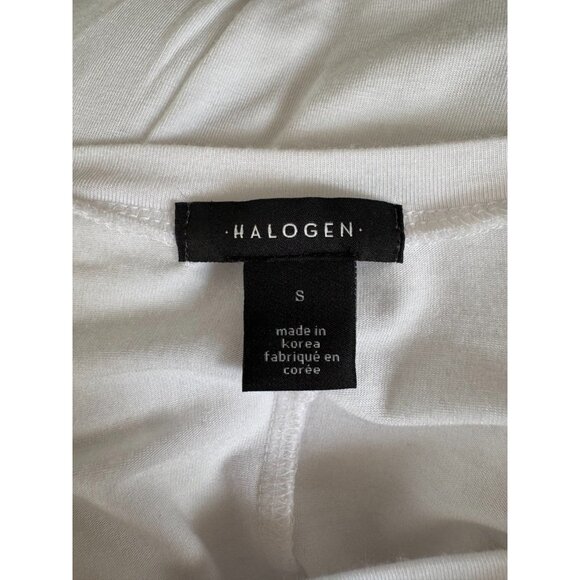 ·HALOGEN·
S
made in
korea
fabriqué en
corée